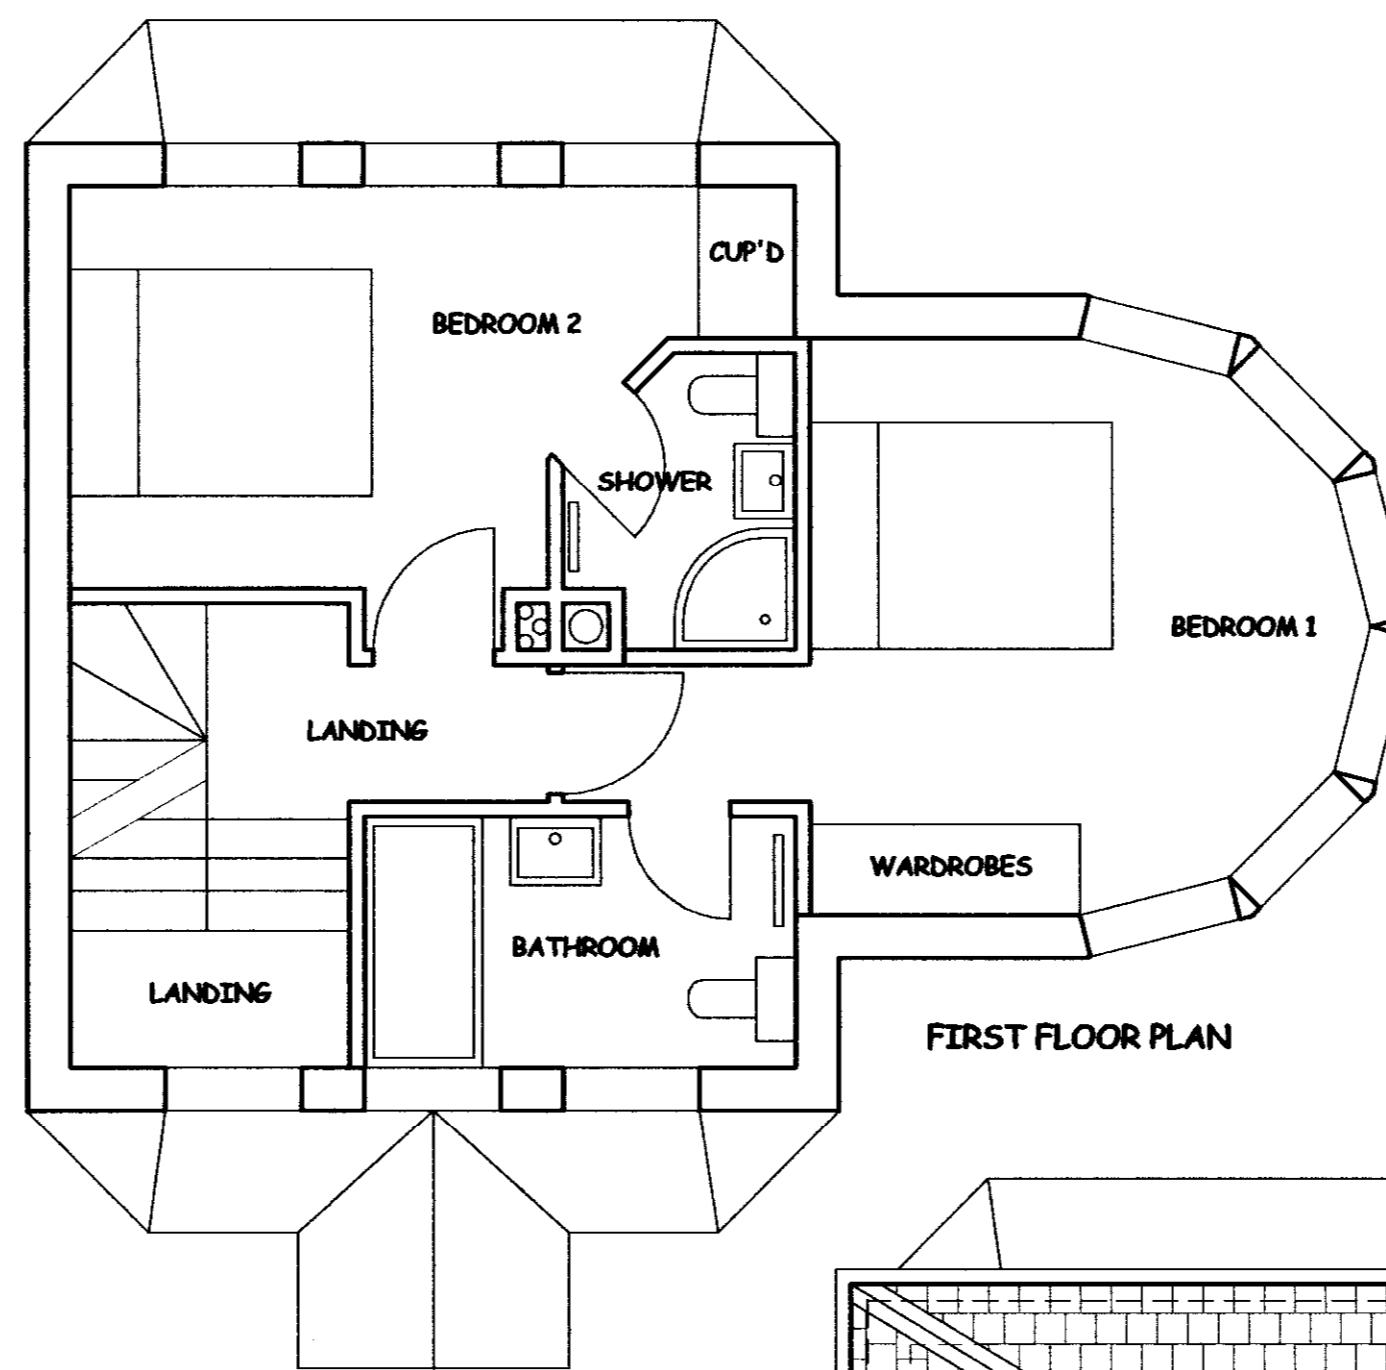 CUP'D
BEDROOM 2
SHOWER
BEDROOM 1
LANDING
WARDROBES
BATHROOM
LANDING
FIRST FLOOR PLAN